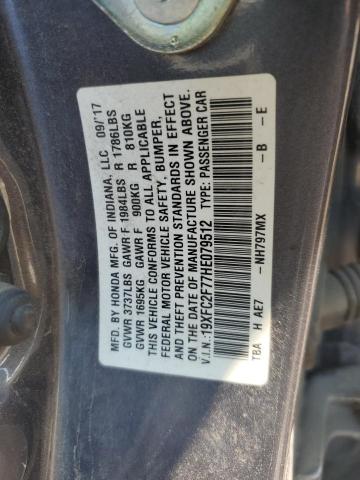 MFD. BY HONDA MFG. OF INDIANA, LLC 09/'17
GVWR 3737LBS GAWR F 1984LBS R 1786LBS
GVWR 1695KG GAWR F 900KG R 810KG
THIS VEHICLE CONFORMS TO ALL APPLICABLE
FEDERAL MOTOR VEHICLE SAFETY, BUMPER,
AND THEFT PREVENTION STANDARDS IN EFFECT
ON THE DATE OF MANUFACTURE SHOWN ABOVE.
V.I.N.:19XFC2F77HE079512 TYPE: PASSENGER CAR
TBA H AE7 -NH797MX -B -E